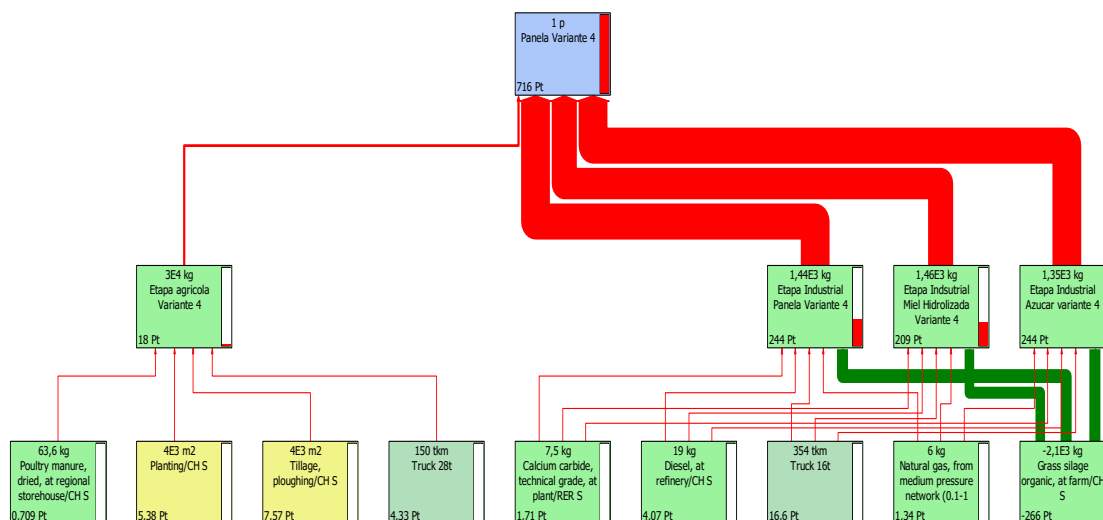 1 p
Panela Variante 4
716 Pt
3E4 kg
Etapa agricola
Variante 4
18 Pt
1,44E3 kg
Etapa Industrial
Panela Variante 4
244 Pt
1,46E3 kg
Etapa Indsutrial
Miel Hidrolizada
Variante 4
209 Pt
1,35E3 kg
Etapa Industrial
Azucar variante 4
244 Pt
63,6 kg
Poultry manure,
dried, at regional
storehouse/CH S
0.709 Pt
4E3 m2
Planting/CH S
5.38 Pt
4E3 m2
Tillage,
ploughing/CH S
7.57 Pt
150 tkm
Truck 28t
4.33 Pt
7,5 kg
Calcium carbide,
technical grade, at
plant/RER S
1.71 Pt
19 kg
Diesel, at
refinery/CH S
4.07 Pt
354 tkm
Truck 16t
16.6 Pt
6 kg
Natural gas, from
medium pressure
network (0.1-1
1.34 Pt
-2,1E3 kg
Grass silage
organic, at farm/CH
S
-266 Pt